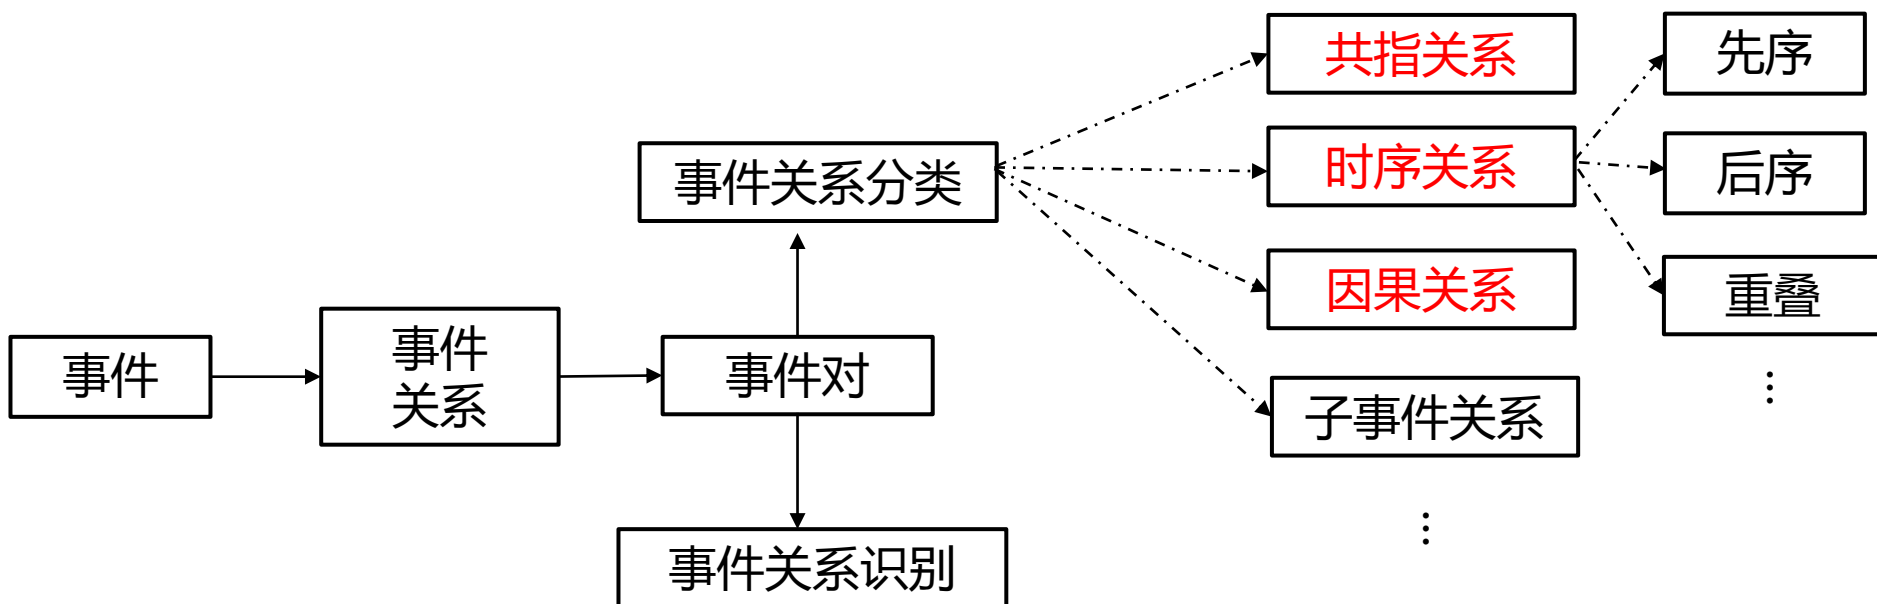 共指关系
先序
时序关系
后序
事件关系分类
因果关系
重叠
事件
事件
关系
事件对
子事件关系
⋮
⋮
事件关系识别